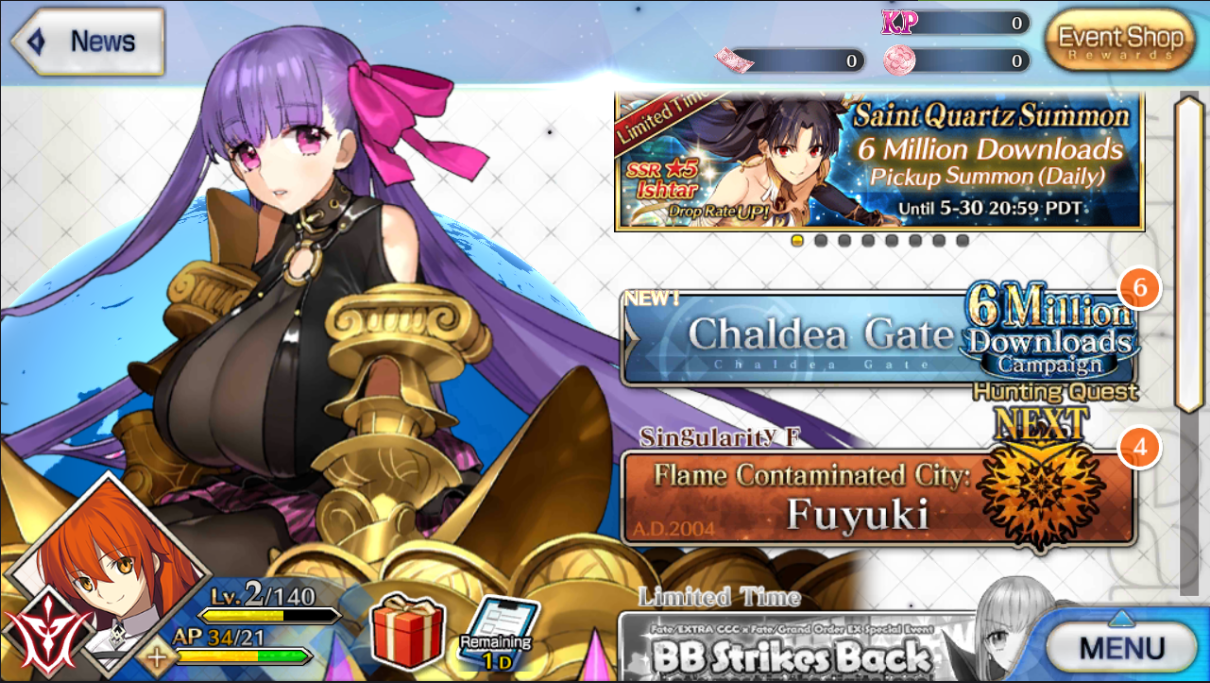 News
KP 0
0
0
Event Shop
Rewards
Limited Time
SSR ★5
Ishtar
Drop Rate UP!
Saint Quartz Summon
6 Million Downloads
Pickup Summon (Daily)
Until 5-30 20:59 PDT
NEW!
Chaldea Gate
Chaldea Gate
6 Million
Downloads
Campaign
Hunting Quest
6
NEXT
Singularity F
Flame Contaminated City:
Fuyuki
A.D.2004
4
Limited Time
Fate/EXTRA CCC x Fate/Grand Order EX Special Event
BB Strikes Back
Lv. 2/140
AP 34/21
Remaining
1D
MENU